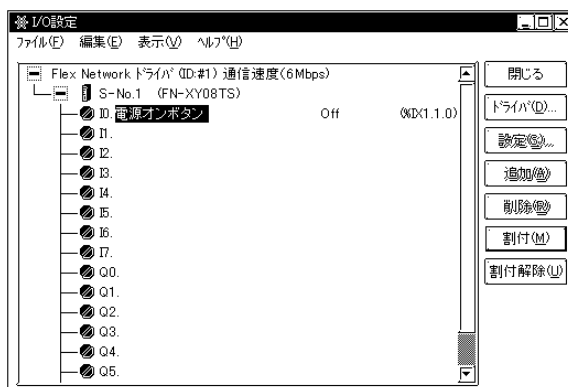 I/O設定
ファイル(F) 編集(E) 表示(V) ヘルプ(H)
Flex Network ドライバ (ID:#1) 通信速度(6Mbps)
S-No.1 (FN-XY08TS)
I0.電源オンボタン Off (%IX1.1.0)
I1.
I2.
I3.
I4.
I5.
I6.
I7.
Q0.
Q1.
Q2.
Q3.
Q4.
Q5.
閉じる
ドライバ(D)...
設定(S)...
追加(A)
削除(R)
割付(M)
割付解除(U)